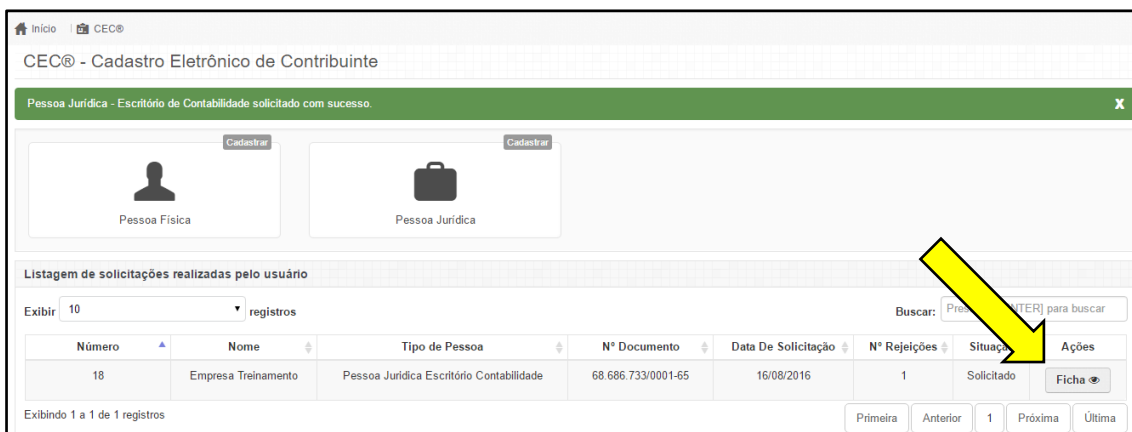 Início CEC®
CEC® - Cadastro Eletrônico de Contribuinte
Pessoa Jurídica - Escritório de Contabilidade solicitado com sucesso. X
Cadastrar Cadastrar
Pessoa Física Pessoa Jurídica
Listagem de solicitações realizadas pelo usuário
Exibir 10 registros Buscar: para buscar
Número Nome Tipo de Pessoa Nº Documento Data De Solicitação Nº Rejeições Ações
18 Empresa Treinamento Pessoa Juridica Escritório Contabilidade 68.686.733/0001-65 16/08/2016 1 Solicitado Ficha
Exibindo 1 a 1 de 1 registros Primeira Anterior 1 Próxima Última